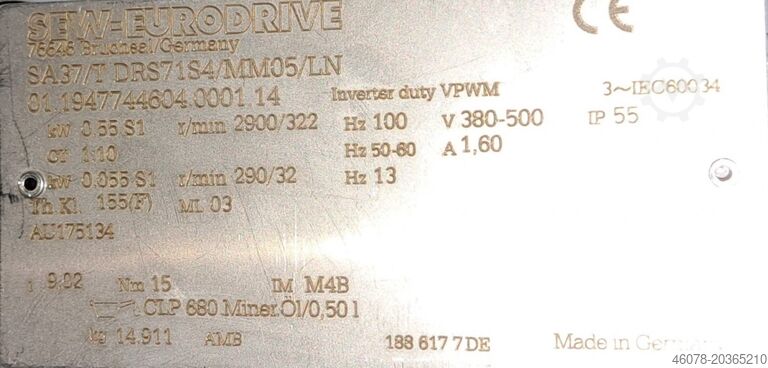 SEW-EURODRIVE CE
76646 Bruchsal/Germany
SA37/T DRS71S4/MM05/LN
01.1947744604.0001.14 Inverter duty VPWM 3~IEC60034
kW 0.55 S1 r/min 2900/322 Hz 100 V 380-500 IP 55
CT 1:10 Hz 50-60 A 1,60
kW 0.055 S1 r/min 290/32 Hz 13
Th.Kl. 155(F) ML 03
AU175134
i 9,02 Nm 15 IM M4B
CLP 680 Miner.Öl/0,50 l
kg 14.911 AMB 188 617 7 DE Made in Germany
46078-20365210